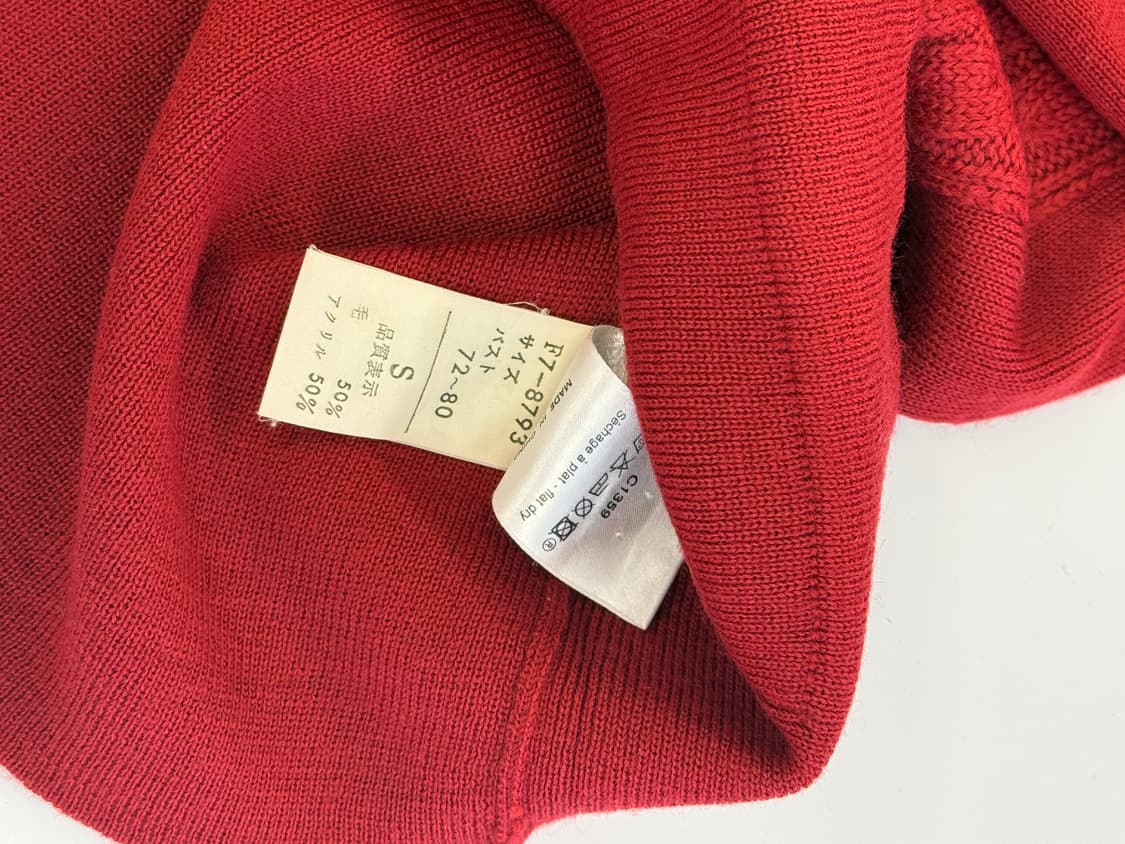 F7-8793
サイズ
バスト
72~80
S
品質表示
毛 50%
アクリル 50%
MADE IN
Séchage à plat - flat dry
C1359
®